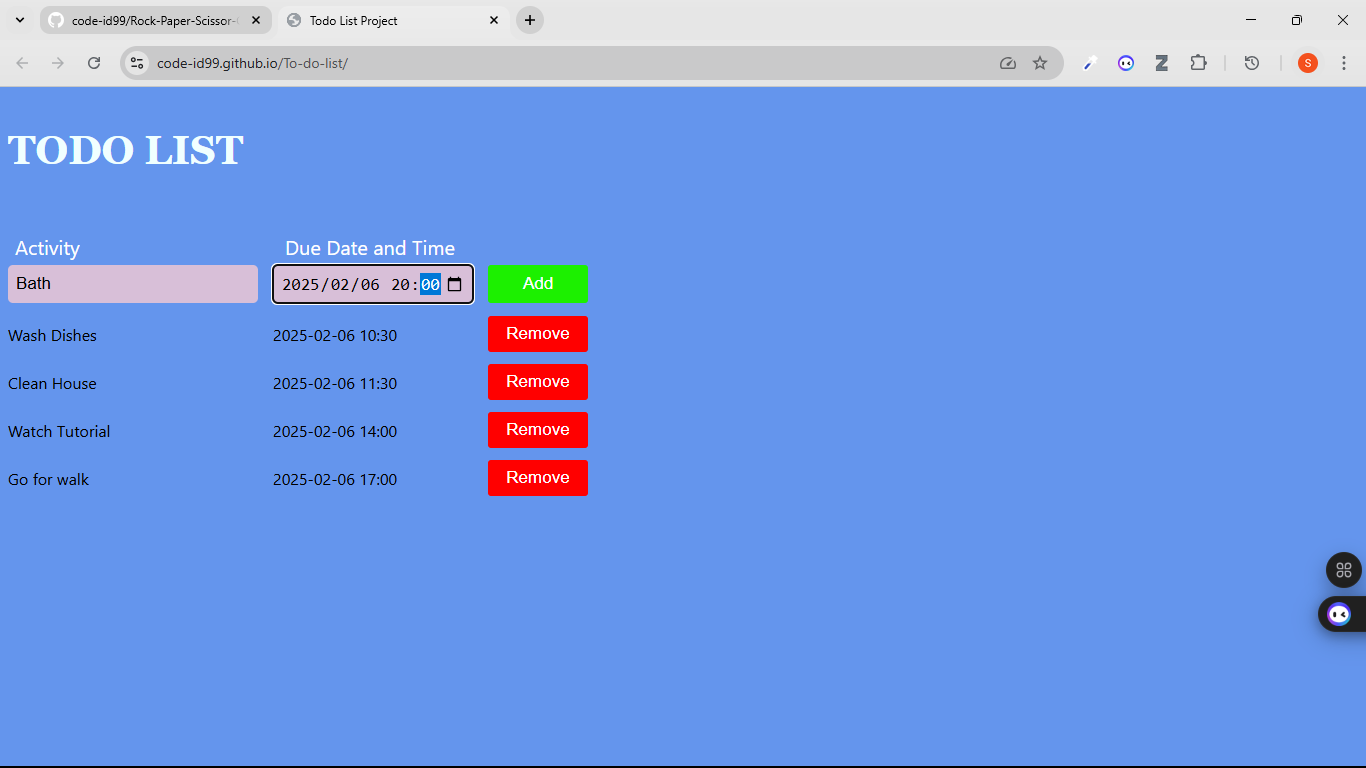 code-id99/Rock-Paper-Scissor-
Todo List Project
code-id99.github.io/To-do-list/
S
TODO LIST
Activity
Due Date and Time
Bath
2025/02/06 20:00
Add
Wash Dishes
2025-02-06 10:30
Remove
Clean House
2025-02-06 11:30
Remove
Watch Tutorial
2025-02-06 14:00
Remove
Go for walk
2025-02-06 17:00
Remove